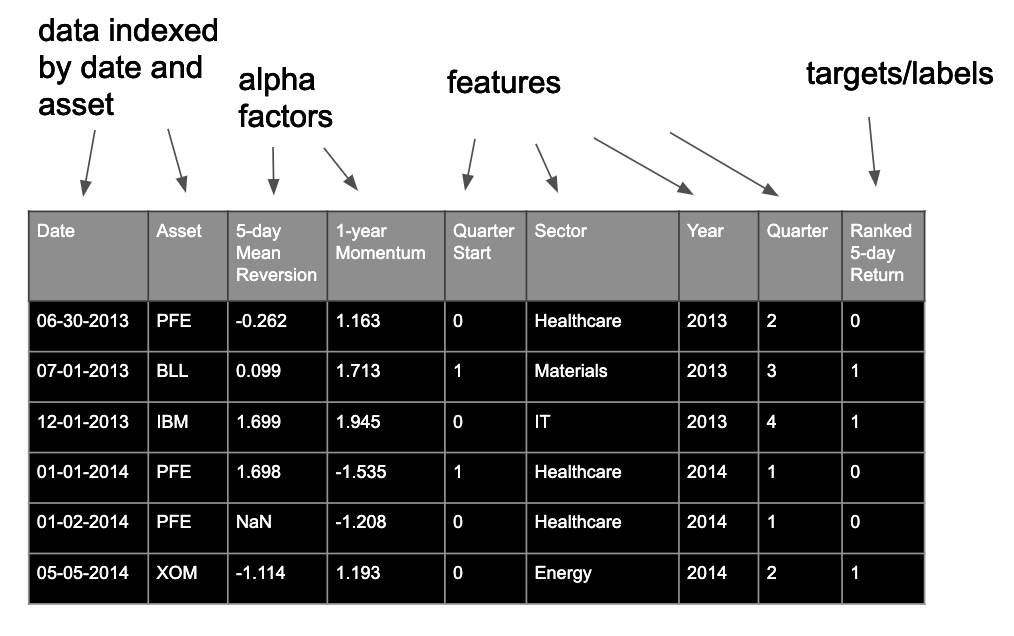 data indexed
by date and
asset
alpha
factors
features
targets/labels
Date Asset 5-day 1-year Quarter Sector Year Quarter Ranked
Mean Momentum Start 5-day
Reversion Return
06-30-2013 PFE -0.262 1.163 0 Healthcare 2013 2 0
07-01-2013 BLL 0.099 1.713 1 Materials 2013 3 1
12-01-2013 IBM 1.699 1.945 0 IT 2013 4 1
01-01-2014 PFE 1.698 -1.535 1 Healthcare 2014 1 0
01-02-2014 PFE NaN -1.208 0 Healthcare 2014 1 0
05-05-2014 XOM -1.114 1.193 0 Energy 2014 2 1